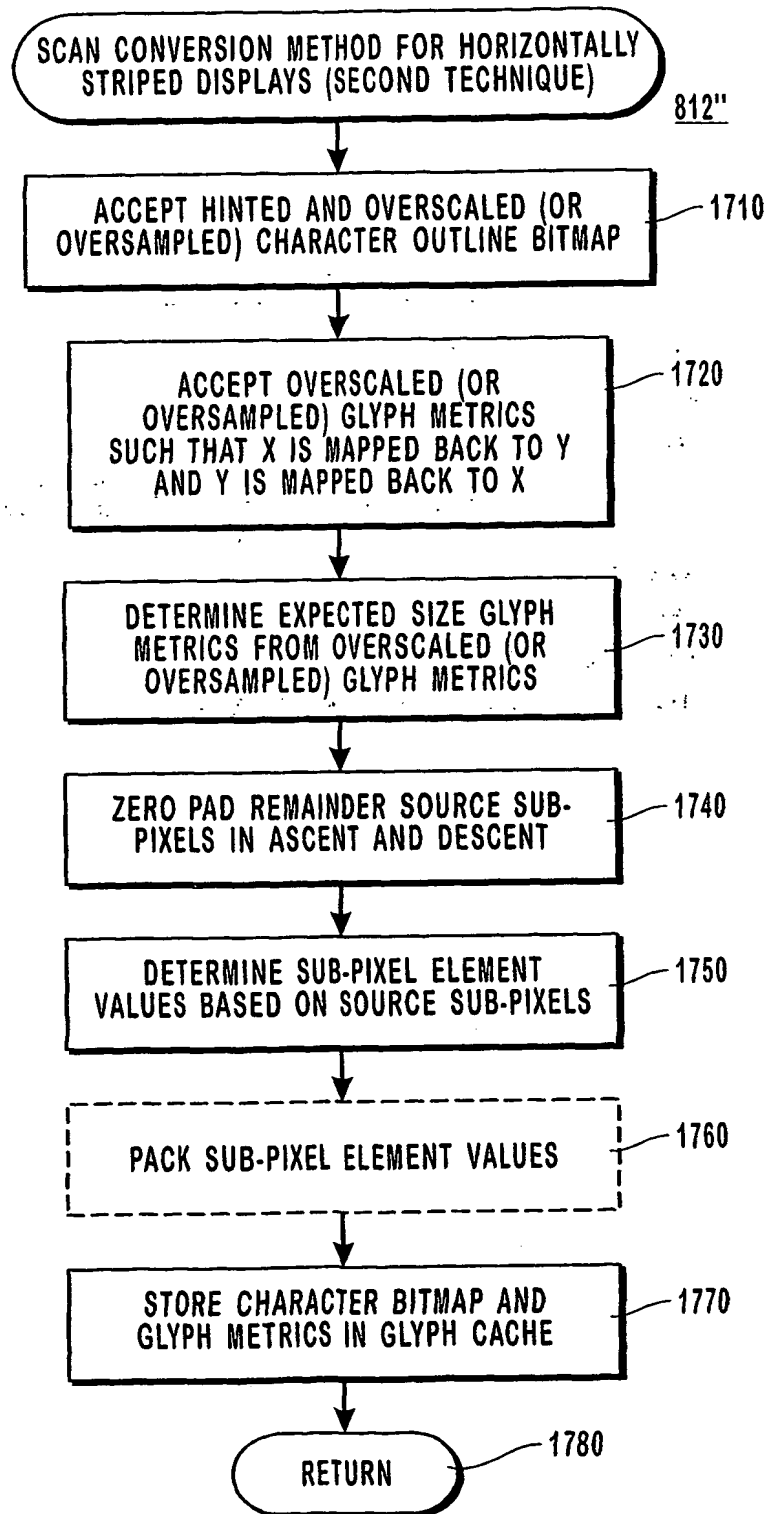 SCAN CONVERSION METHOD FOR HORIZONTALLY
STRIPED DISPLAYS (SECOND TECHNIQUE)
812"
ACCEPT HINTED AND OVERSCALED (OR
OVERSAMPLED) CHARACTER OUTLINE BITMAP
1710
ACCEPT OVERSCALED (OR
OVERSAMPLED) GLYPH METRICS
SUCH THAT X IS MAPPED BACK TO Y
AND Y IS MAPPED BACK TO X
1720
DETERMINE EXPECTED SIZE GLYPH
METRICS FROM OVERSCALED (OR
OVERSAMPLED) GLYPH METRICS
1730
ZERO PAD REMAINDER SOURCE SUB-
PIXELS IN ASCENT AND DESCENT
1740
DETERMINE SUB-PIXEL ELEMENT
VALUES BASED ON SOURCE SUB-PIXELS
1750
PACK SUB-PIXEL ELEMENT VALUES
1760
STORE CHARACTER BITMAP AND
GLYPH METRICS IN GLYPH CACHE
1770
RETURN
1780